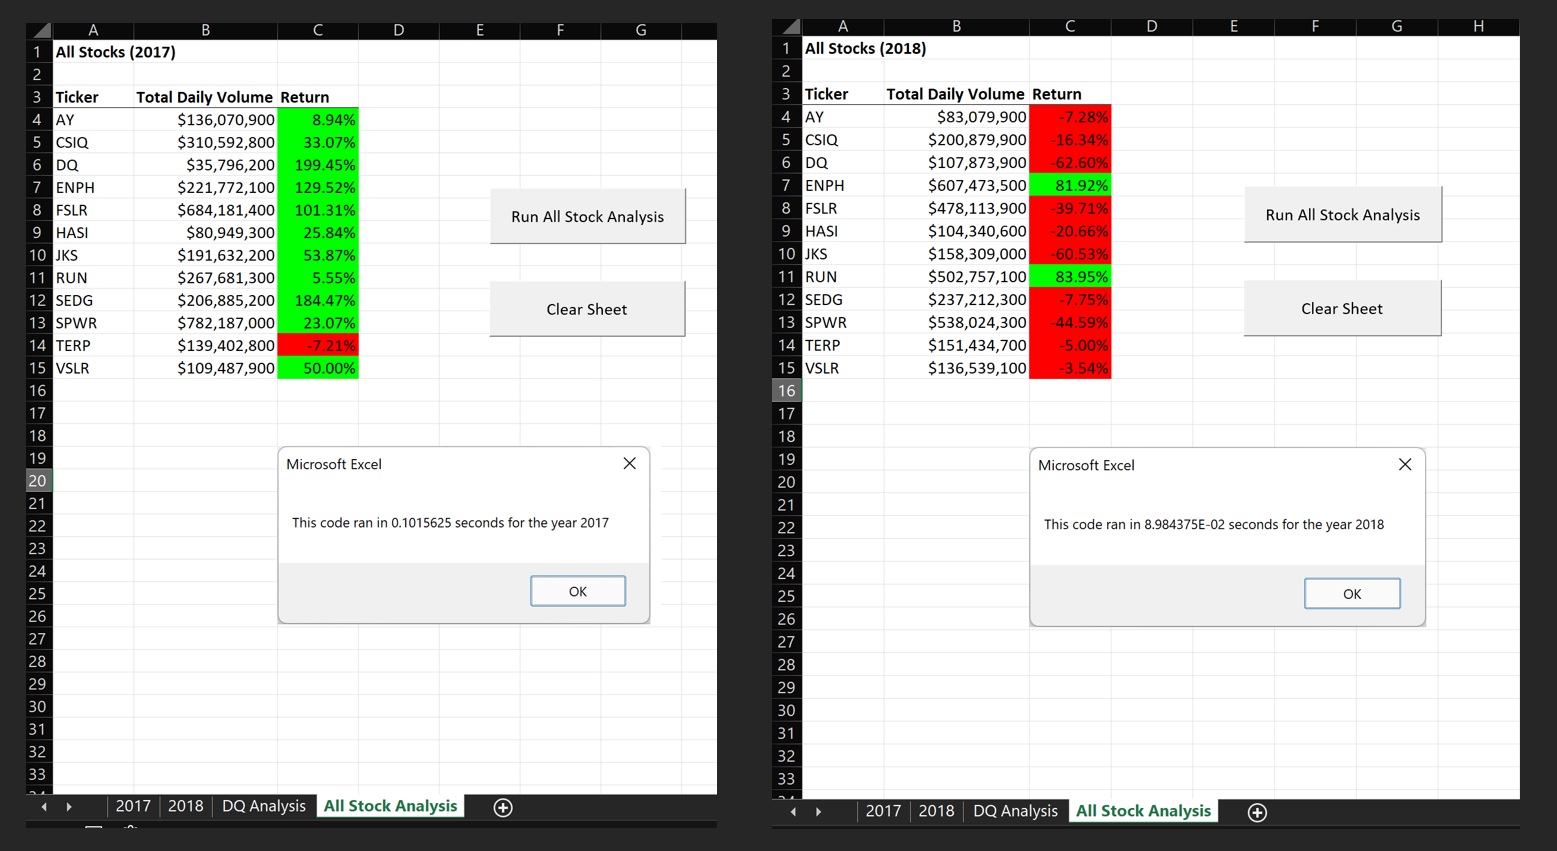 A B C D E F G
1 All Stocks (2017)
2
3 Ticker Total Daily Volume Return
4 AY $136,070,900 8.94%
5 CSIQ $310,592,800 33.07%
6 DQ $35,796,200 199.45%
7 ENPH $221,772,100 129.52%
8 FSLR $684,181,400 101.31%
9 HASI $80,949,300 25.84%
10 JKS $191,632,200 53.87%
11 RUN $267,681,300 5.55%
12 SEDG $206,885,200 184.47%
13 SPWR $782,187,000 23.07%
14 TERP $139,402,800 -7.21%
15 VSLR $109,487,900 50.00%
16
17
18
19
20
21
22
23
24
25
26
27
28
29
30
31
32
33
Run All Stock Analysis
Clear Sheet
Microsoft Excel
This code ran in 0.1015625 seconds for the year 2017
OK
2017 2018 DQ Analysis All Stock Analysis
A B C D E F G H
1 All Stocks (2018)
2
3 Ticker Total Daily Volume Return
4 AY $83,079,900 -7.28%
5 CSIQ $200,879,900 -16.34%
6 DQ $107,873,900 -62.60%
7 ENPH $607,473,500 81.92%
8 FSLR $478,113,900 -39.71%
9 HASI $104,340,600 -20.66%
10 JKS $158,309,000 -60.53%
11 RUN $502,757,100 83.95%
12 SEDG $237,212,300 -7.75%
13 SPWR $538,024,300 -44.59%
14 TERP $151,434,700 -5.00%
15 VSLR $136,539,100 -3.54%
16
17
18
19
20
21
22
23
24
25
26
27
28
29
30
31
32
33
Run All Stock Analysis
Clear Sheet
Microsoft Excel
This code ran in 8.984375E-02 seconds for the year 2018
OK
2017 2018 DQ Analysis All Stock Analysis